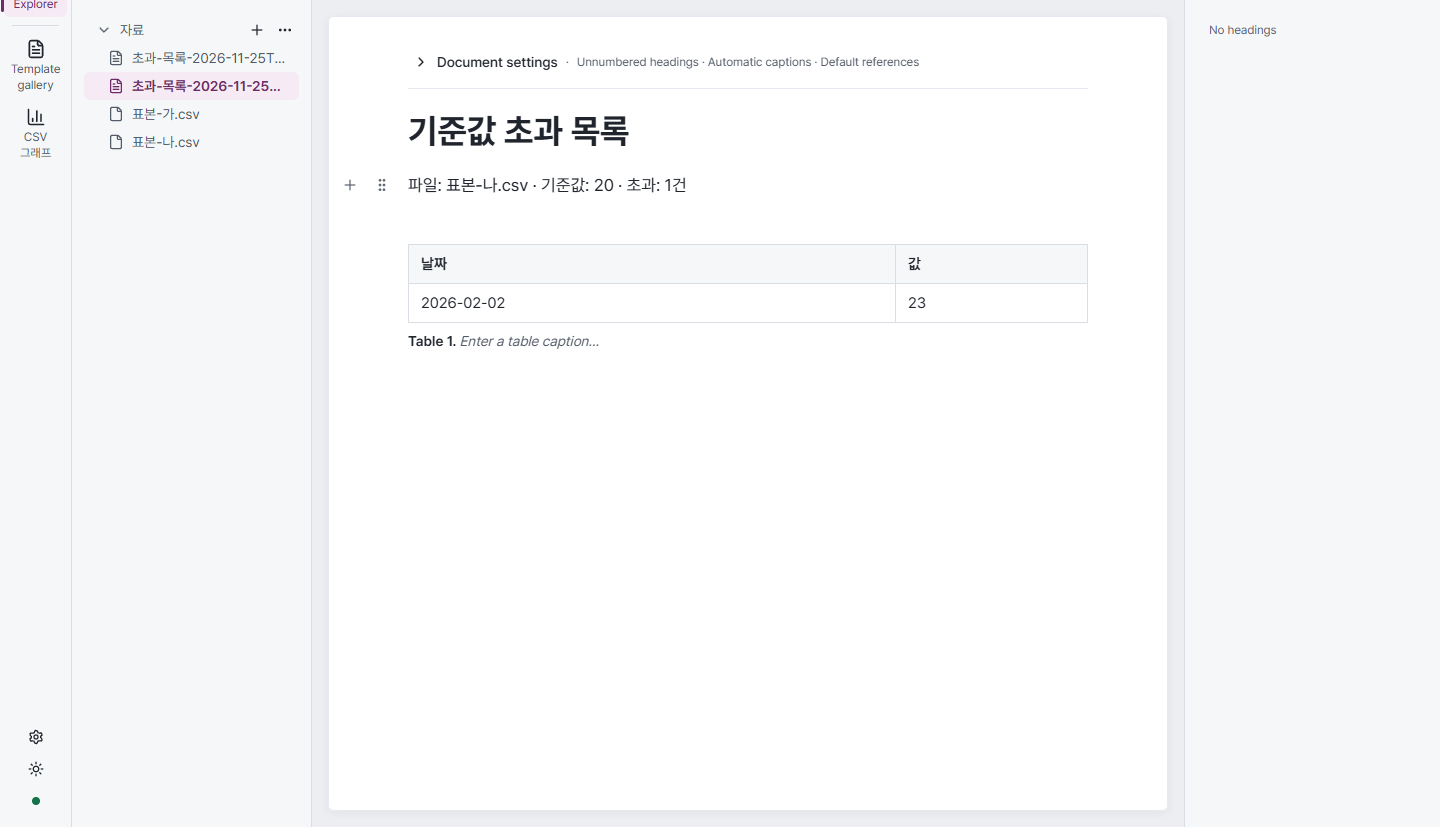 Explorer
Template
gallery
CSV
그래프
자료
초과-목록-2026-11-25T...
초과-목록-2026-11-25...
표본-가.csv
표본-나.csv
Document settings · Unnumbered headings · Automatic captions · Default references
기준값 초과 목록
파일: 표본-나.csv · 기준값: 20 · 초과: 1건
날짜 값
2026-02-02 23
Table 1. Enter a table caption...
No headings